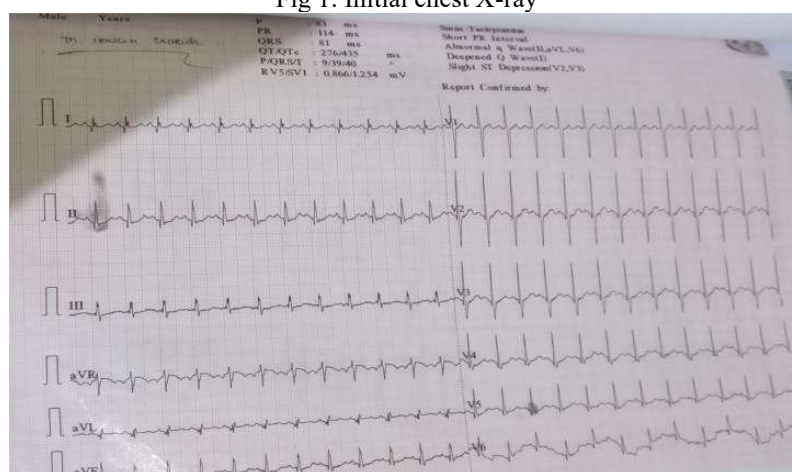 Fig 1: Initial chest X-ray
Male Years
P : 83 ms
PR : 114 ms
QRS : 81 ms
QT/QTc : 276/435 ms
P/QRS/T : 9/39/40 °
RV5/SV1 : 0.866/1.254 mV
Sinus Tachycardia
Short PR Interval
Abnormal q Wave(II,aVL,V6)
Deepened Q Wave(I)
Slight ST Depression(V2,V3)
Report Confirmed by:
I
V1
II
V2
III
V3
aVR
V4
aVL
V5
aVF
V6